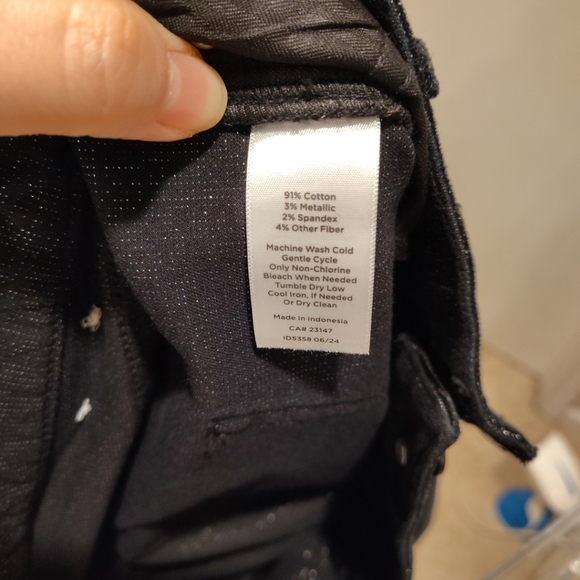 91% Cotton
3% Metallic
2% Spandex
4% Other Fiber
Machine Wash Cold
Gentle Cycle
Only Non-Chlorine
Bleach When Needed
Tumble Dry Low
Cool Iron, If Needed
Or Dry Clean
Made In Indonesia
CA# 23147
ID5358 06/24